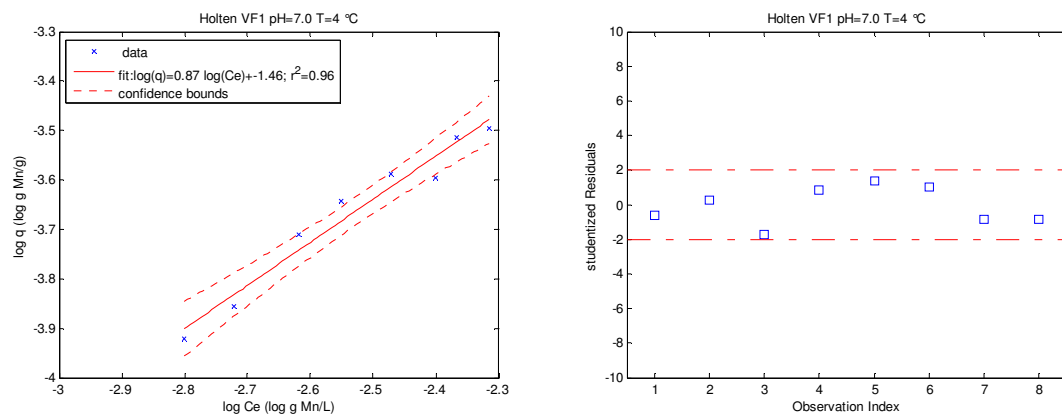 Holten VF1 pH=7.0 T=4 °C
-3.3
-3.4
-3.5
-3.6
-3.7
-3.8
-3.9
-4
log q (log g Mn/g)
data
fit:log(q)=0.87 log(Ce)+-1.46; r2=0.96
confidence bounds
-3 -2.9 -2.8 -2.7 -2.6 -2.5 -2.4 -2.3
log Ce (log g Mn/L)
Holten VF1 pH=7.0 T=4 °C
10
8
6
4
2
0
-2
-4
-6
-8
-10
studentized Residuals
1 2 3 4 5 6 7 8
Observation Index